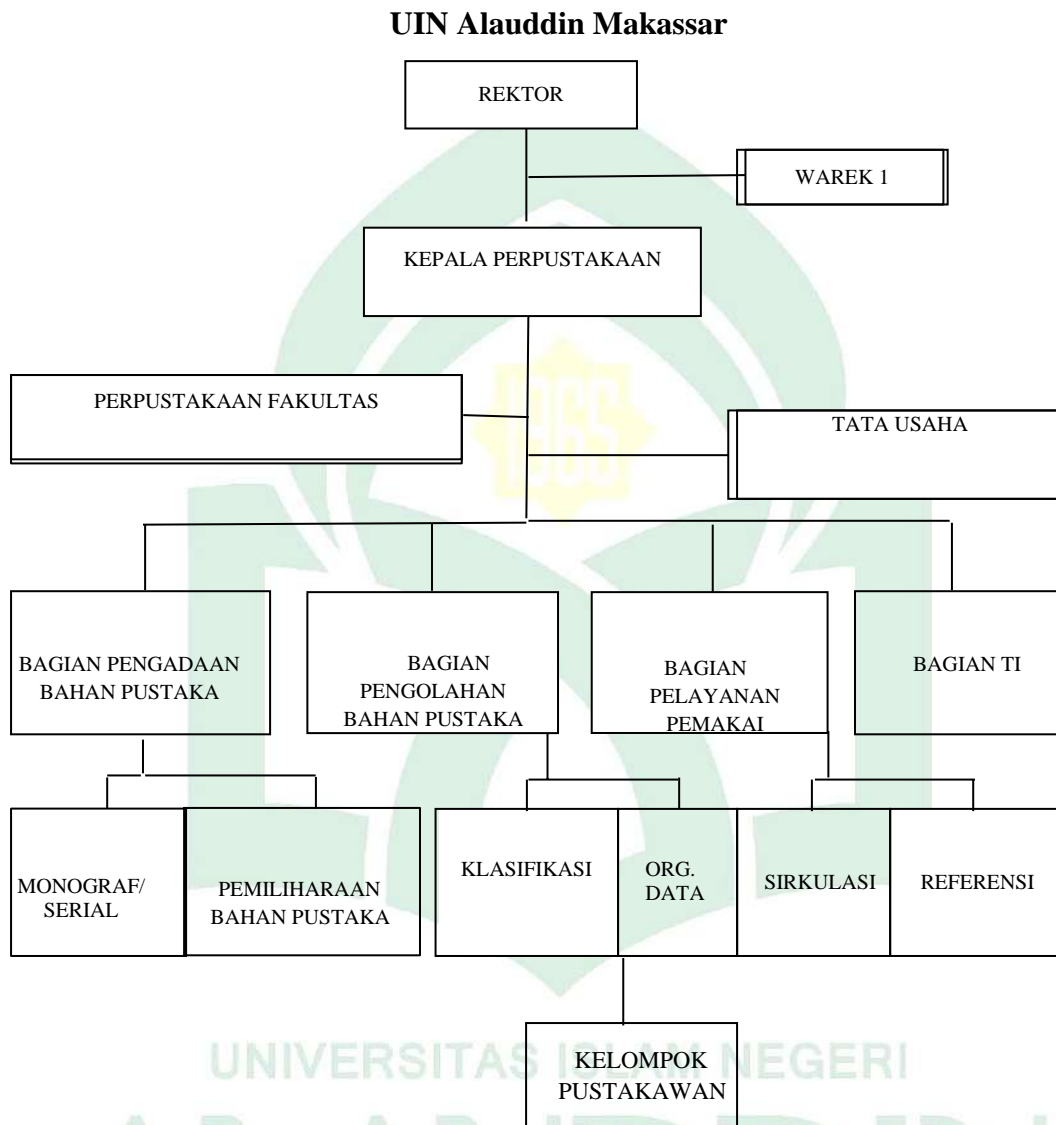 UIN Alauddin Makassar
REKTOR
WAREK 1
KEPALA PERPUSTAKAAN
PERPUSTAKAAN FAKULTAS
TATA USAHA
BAGIAN PENGADAAN
BAHAN PUSTAKA
BAGIAN
PENGOLAHAN
BAHAN PUSTAKA
BAGIAN
PELAYANAN
PEMAKAI
BAGIAN TI
MONOGRAF/
SERIAL
PEMILIHARAAN
BAHAN PUSTAKA
KLASIFIKASI
ORG.
DATA
SIRKULASI
REFERENSI
KELOMPOK
PUSTAKAWAN
1965
UNIVERSITAS ISLAM NEGERI